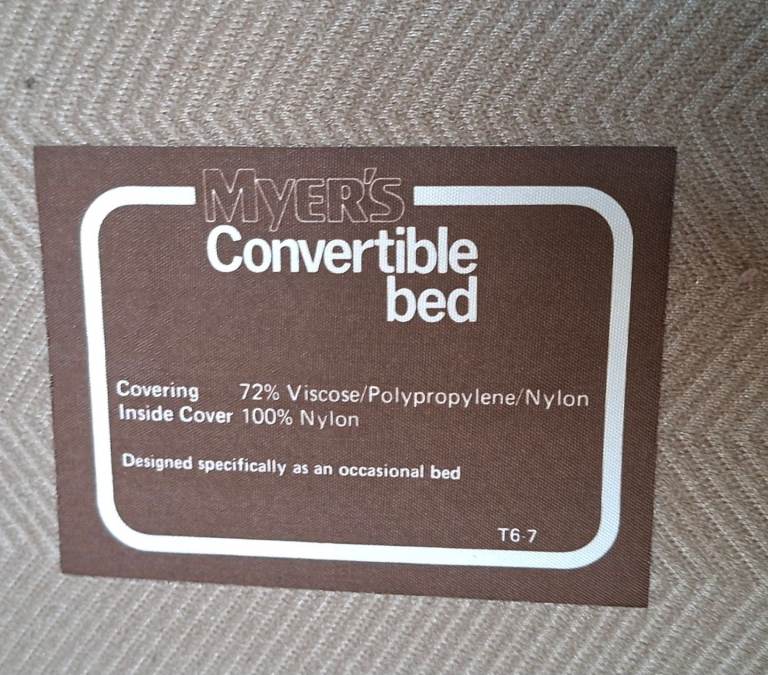 MYER'S
Convertible
bed
Covering 72% Viscose/Polypropylene/Nylon
Inside Cover 100% Nylon
Designed specifically as an occasional bed
T6-7